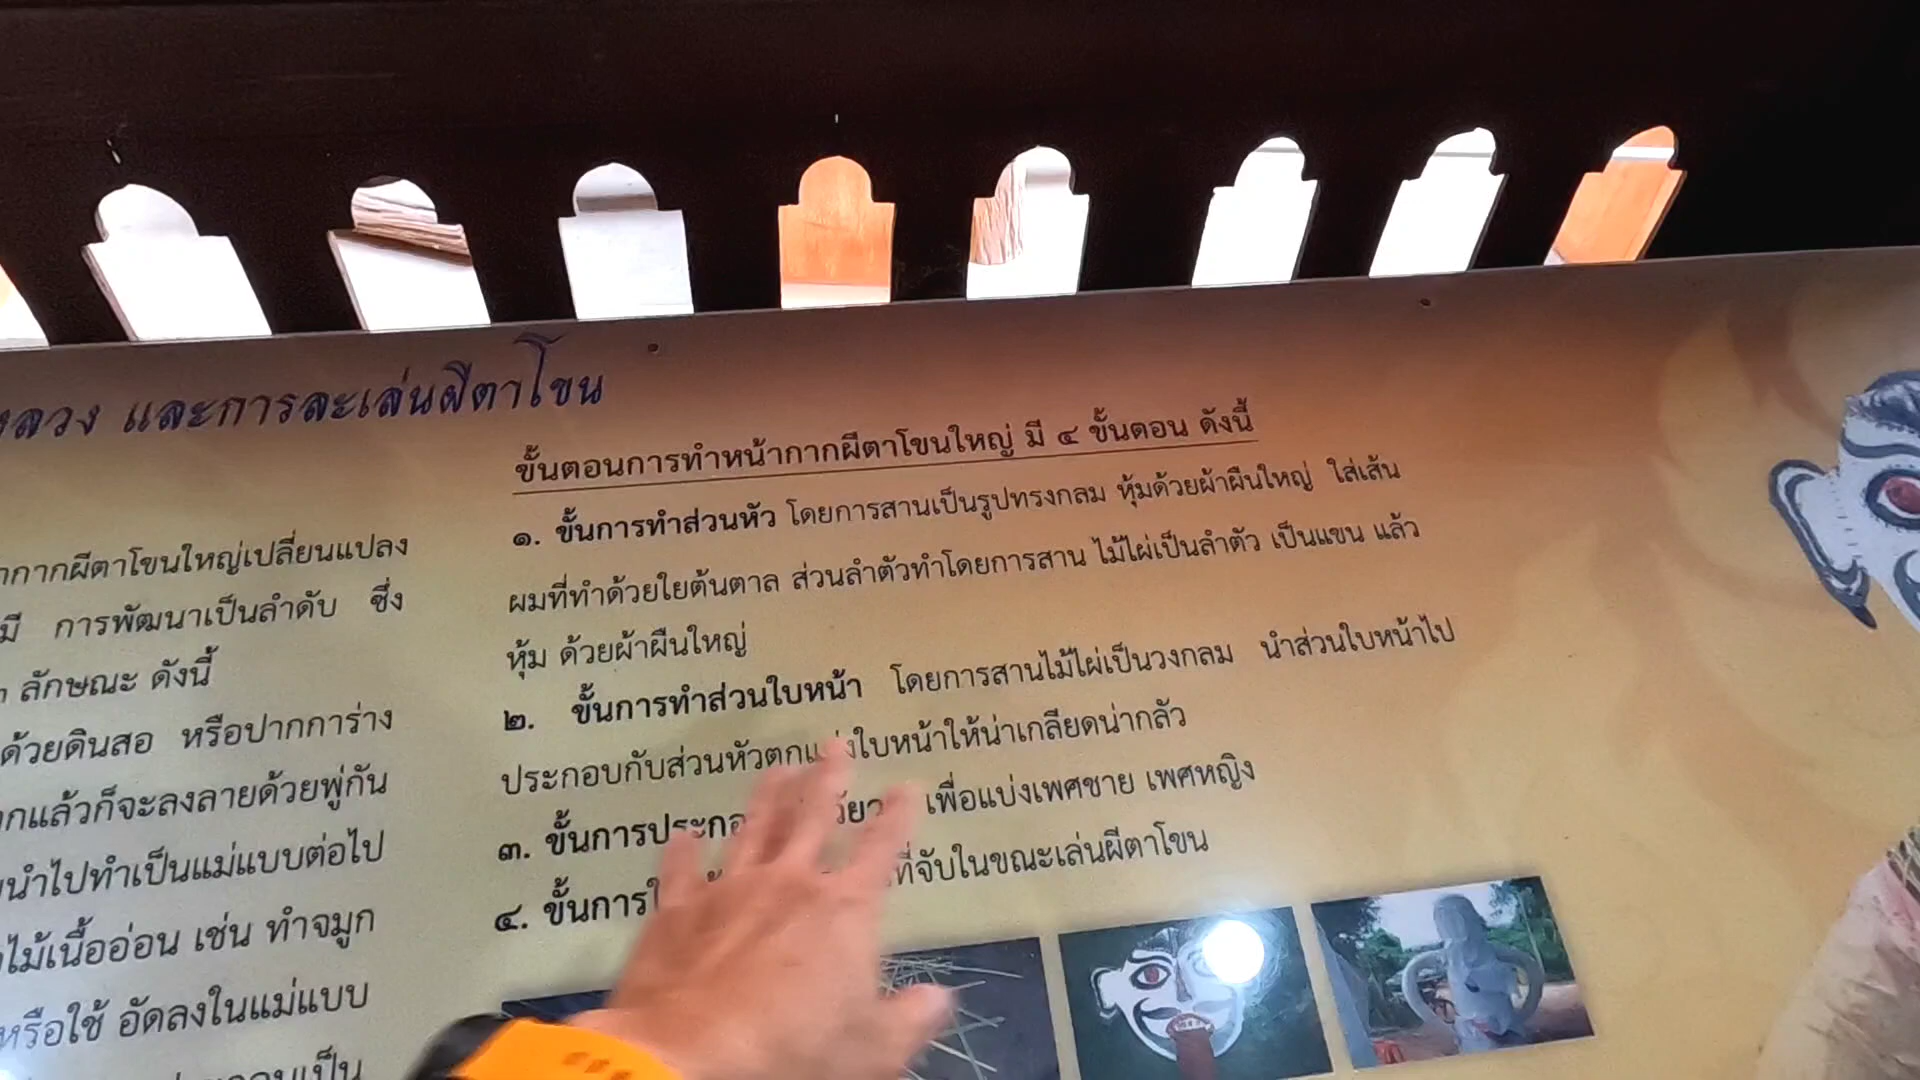 และการละเล่นผีตาโขน
กากผีตาโขนใหญ่เปลี่ยนแปลง
มี การพัฒนาเป็นลำดับ ซึ่ง
ลักษณะ ดังนี้
ด้วยดินสอ หรือปากการ่าง
แล้วก็จะลงลายด้วยพู่กัน
นำไปทำเป็นแม่แบบต่อไป
ไม้เนื้ออ่อน เช่น ทำจมูก
หรือใช้ อัดลงในแม่แบบ
ขั้นตอนการทำหน้ากากผีตาโขนใหญ่ มี ๔ ขั้นตอน ดังนี้
๑. ขั้นการทำส่วนหัว โดยการสานเป็นรูปทรงกลม หุ้มด้วยผ้าผืนใหญ่ ใส่เส้น
ผมที่ทำด้วยใยต้นตาล ส่วนลำตัวทำโดยการสาน ไม้ไผ่เป็นลำตัว เป็นแขน แล้ว
หุ้ม ด้วยผ้าผืนใหญ่
๒. ขั้นการทำส่วนใบหน้า โดยการสานไม้ไผ่เป็นวงกลม นำส่วนใบหน้าไป
ประกอบกับส่วนหัวตกแต่งใบหน้าให้น่าเกลียดน่ากลัว
๓. ขั้นการประกอ เพื่อแบ่งเพศชาย เพศหญิง
๔. ขั้นการใ ที่จับในขณะเล่นผีตาโขน